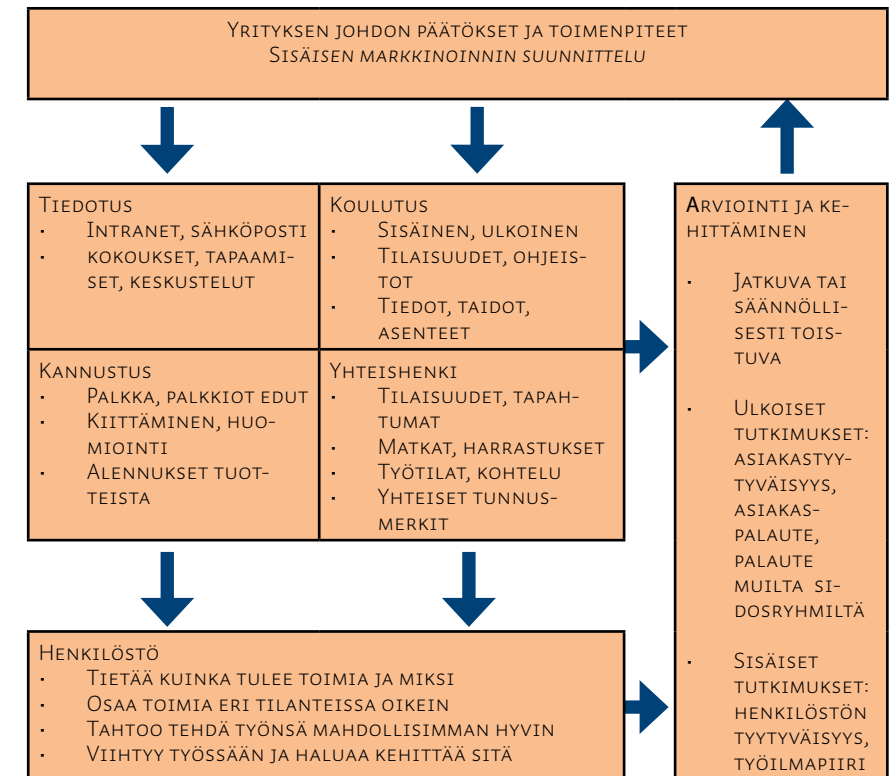 Yrityksen johdon päätökset ja toimenpiteet
Sisäisen markkinoinnin suunnittelu
Tiedotus
· Intranet, sähköposti
· kokoukset, tapaami-
set, keskustelut
Koulutus
· Sisäinen, ulkoinen
· Tilaisuudet, ohjeis-
tot
· Tiedot, taidot,
asenteet
Kannustus
· Palkka, palkkiot edut
· Kiittäminen, huo-
miointi
· Alennukset tuot-
teista
Yhteishenki
· Tilaisuudet, tapah-
tumat
· Matkat, harrastukset
· Työtilat, kohtelu
· Yhteiset tunnus-
merkit
Henkilöstö
· Tietää kuinka tulee toimia ja miksi
· Osaa toimia eri tilanteissa oikein
· Tahtoo tehdä työnsä mahdollisimman hyvin
· Viihtyy työssään ja haluaa kehittää sitä
Arviointi ja ke-
hittäminen
· Jatkuva tai
säännölli-
sesti tois-
tuva
· Ulkoiset
tutkimukset:
asiakastyy-
tyväisyys,
asiakas-
palaute,
palaute
muilta si-
dosryhmiltä
· Sisäiset
tutkimukset:
henkilöstön
tyytyväisyys,
työilmapiiri